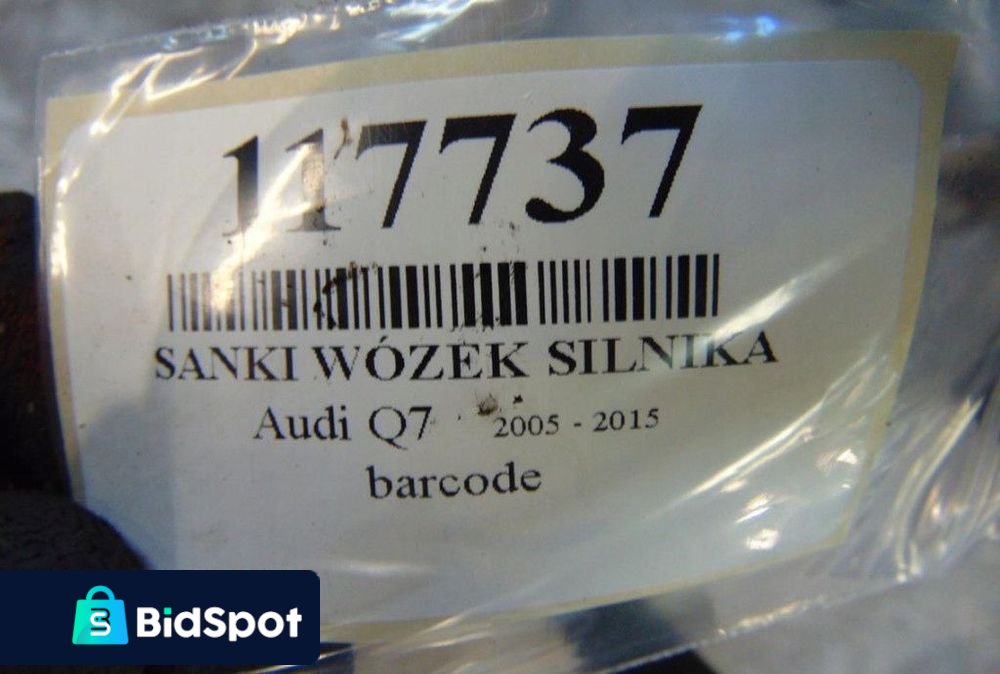 117737
SANKI WÓZEK SILNIKA
Audi Q7 2005 - 2015
barcode
BidSpot